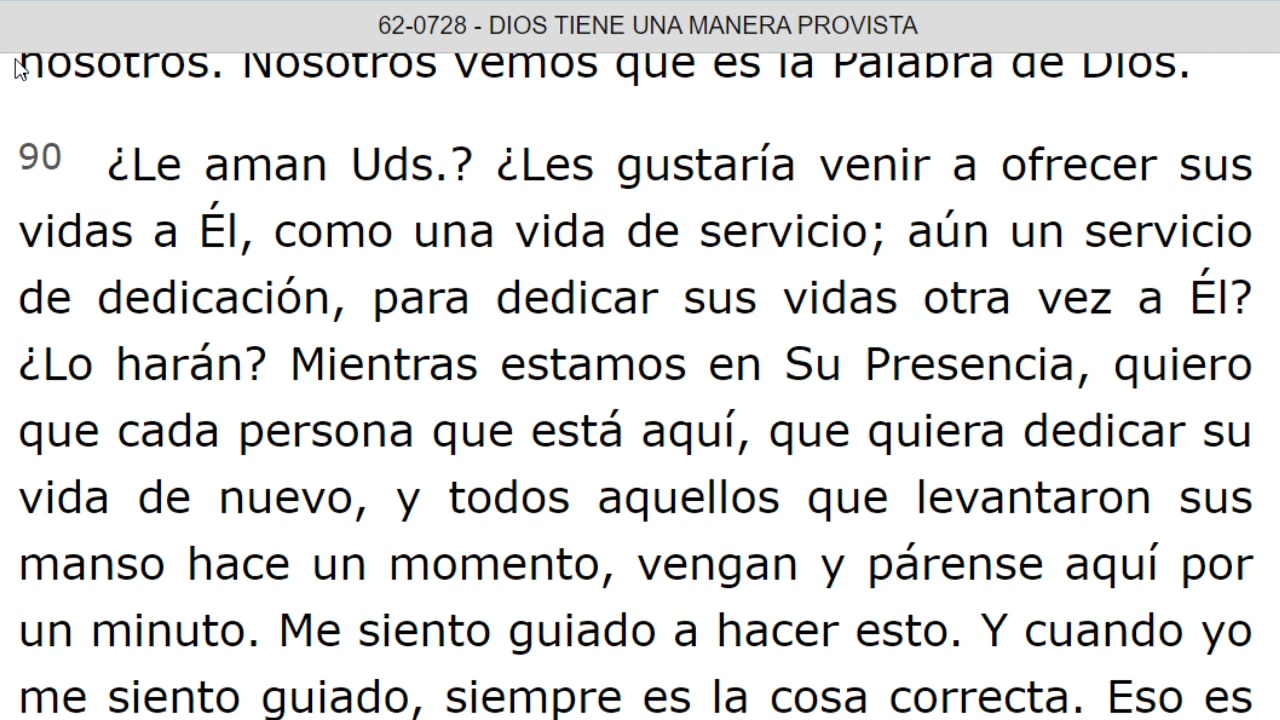 62-0728 - DIOS TIENE UNA MANERA PROVISTA
nosotros. Nosotros vemos que es la Palabra de Dios.
90 ¿Le aman Uds.? ¿Les gustaría venir a ofrecer sus
vidas a Él, como una vida de servicio; aún un servicio
de dedicación, para dedicar sus vidas otra vez a Él?
¿Lo harán? Mientras estamos en Su Presencia, quiero
que cada persona que está aquí, que quiera dedicar su
vida de nuevo, y todos aquellos que levantaron sus
manso hace un momento, vengan y párense aquí por
un minuto. Me siento guiado a hacer esto. Y cuando yo
me siento guiado, siempre es la cosa correcta. Eso es